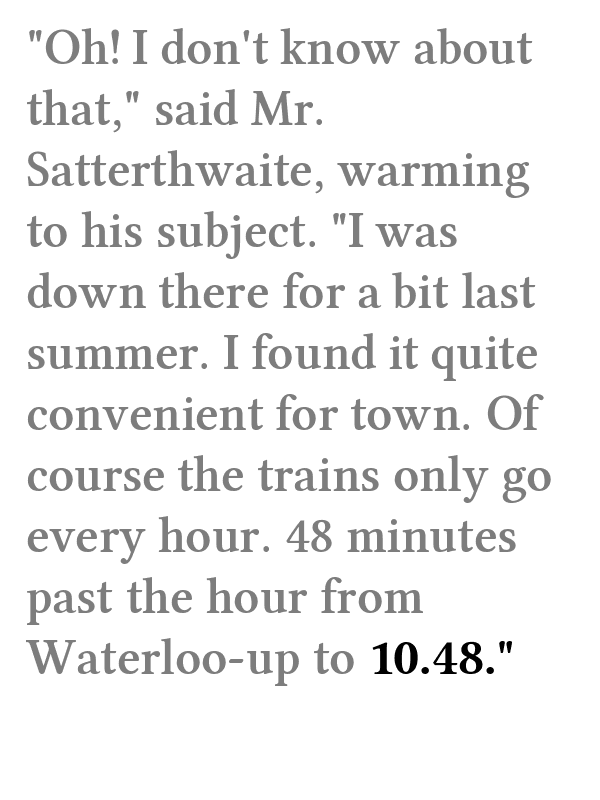 "Oh! I don't know about
that," said Mr.
Satterthwaite, warming
to his subject. "I was
down there for a bit last
summer. I found it quite
convenient for town. Of
course the trains only go
every hour. 48 minutes
past the hour from
Waterloo-up to 10.48."